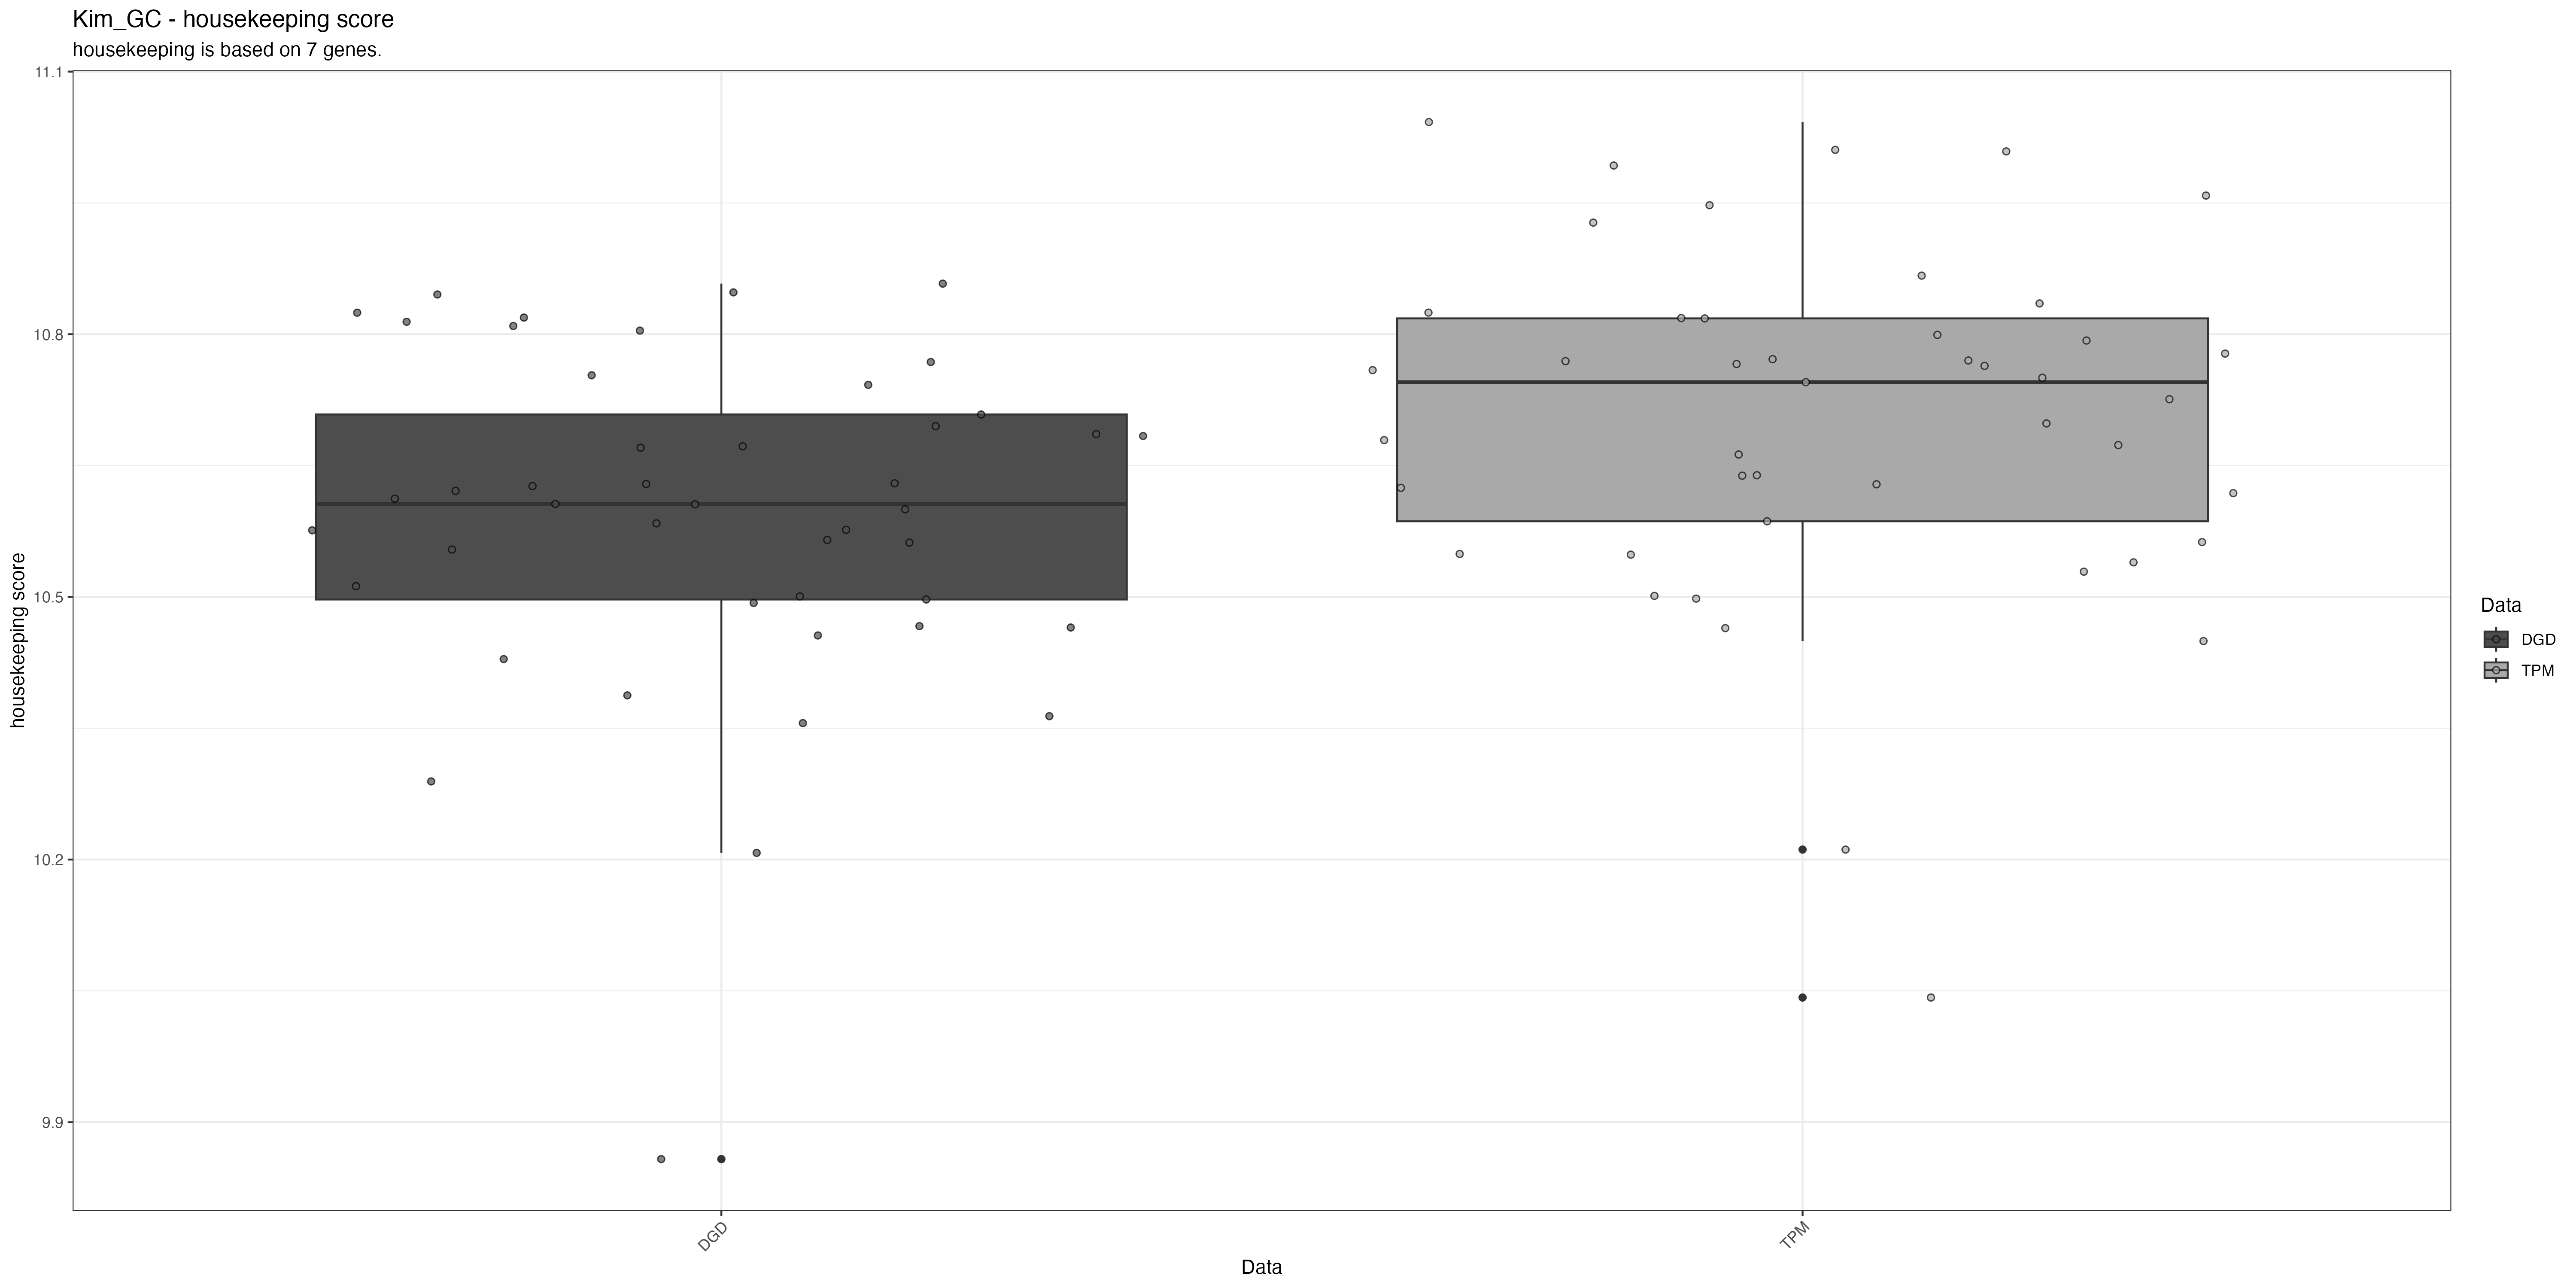 Kim_GC - housekeeping score
housekeeping is based on 7 genes.
11.1
10.8
10.5
10.2
9.9
housekeeping score
DGD
TPM
Data
Data
DGD
TPM